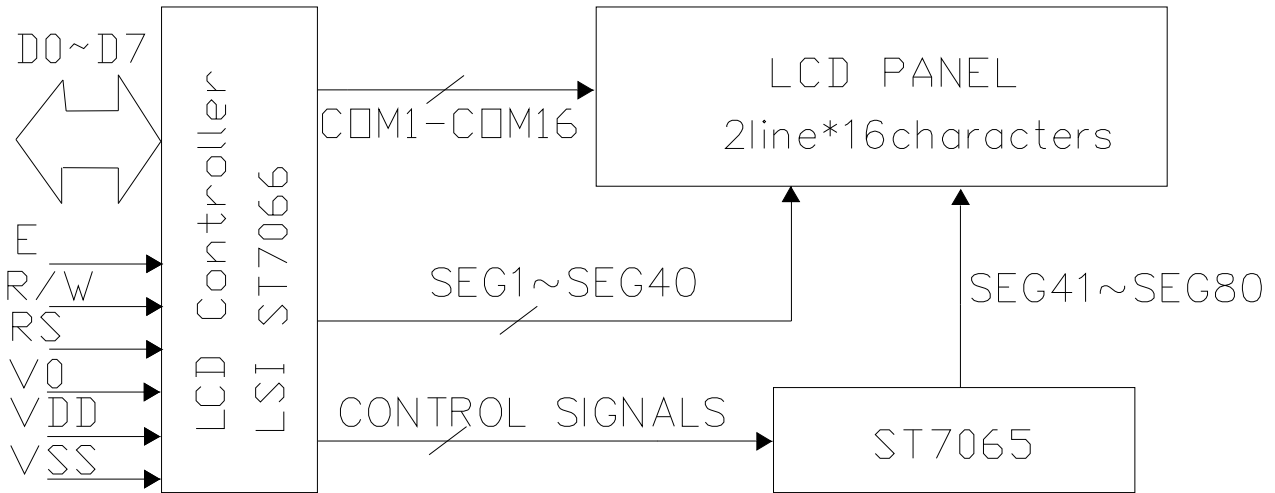 D0~D7
E
R/W
RS
V0
VDD
VSS
LCD Controller
LSI ST7066
COM1-COM16
LCD PANEL
2line*16characters
SEG1~SEG40
SEG41~SEG80
CONTROL SIGNALS
ST7065